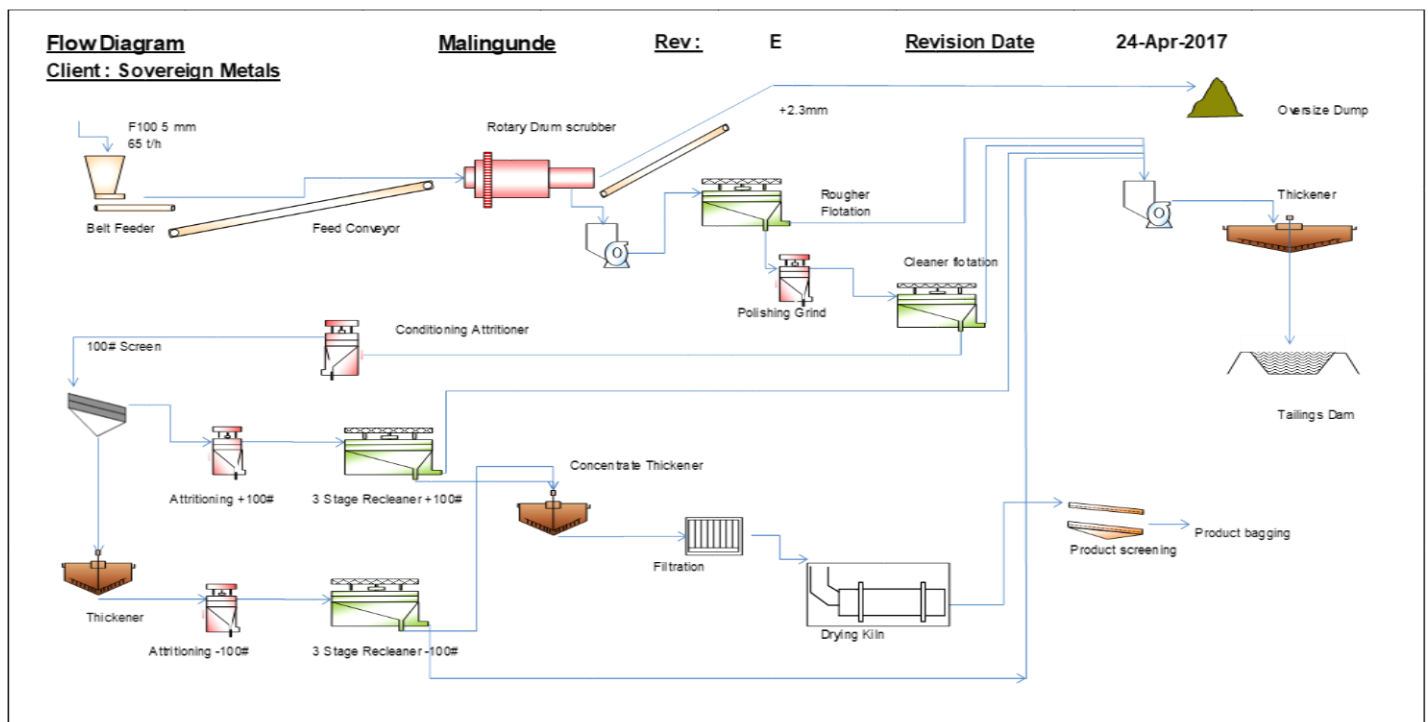 Flow Diagram Malingunde Rev: E Revision Date 24-Apr-2017
Client: Sovereign Metals
F100 5 mm
65 t/h
Belt Feeder
Feed Conveyor
Rotary Drum scrubber
+2.3mm
Oversize Dump
Rougher
Flotation
Thickener
Polishing Grind
Cleaner flotation
Tailings Dam
Conditioning Attritioner
100# Screen
Attritioning +100#
3 Stage Recleaner +100#
Concentrate Thickener
Filtration
Drying Kiln
Product screening
Product bagging
Thickener
Attritioning -100#
3 Stage Recleaner -100#